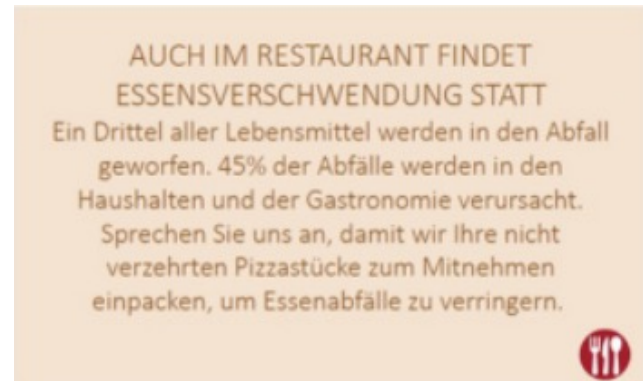 AUCH IM RESTAURANT FINDET
ESSENSVERSCHWENDUNG STATT
Ein Drittel aller Lebensmittel werden in den Abfall
geworfen. 45% der Abfälle werden in den
Haushalten und der Gastronomie verursacht.
Sprechen Sie uns an, damit wir Ihre nicht
verzehrten Pizzastücke zum Mitnehmen
einpacken, um Essenabfälle zu verringern.